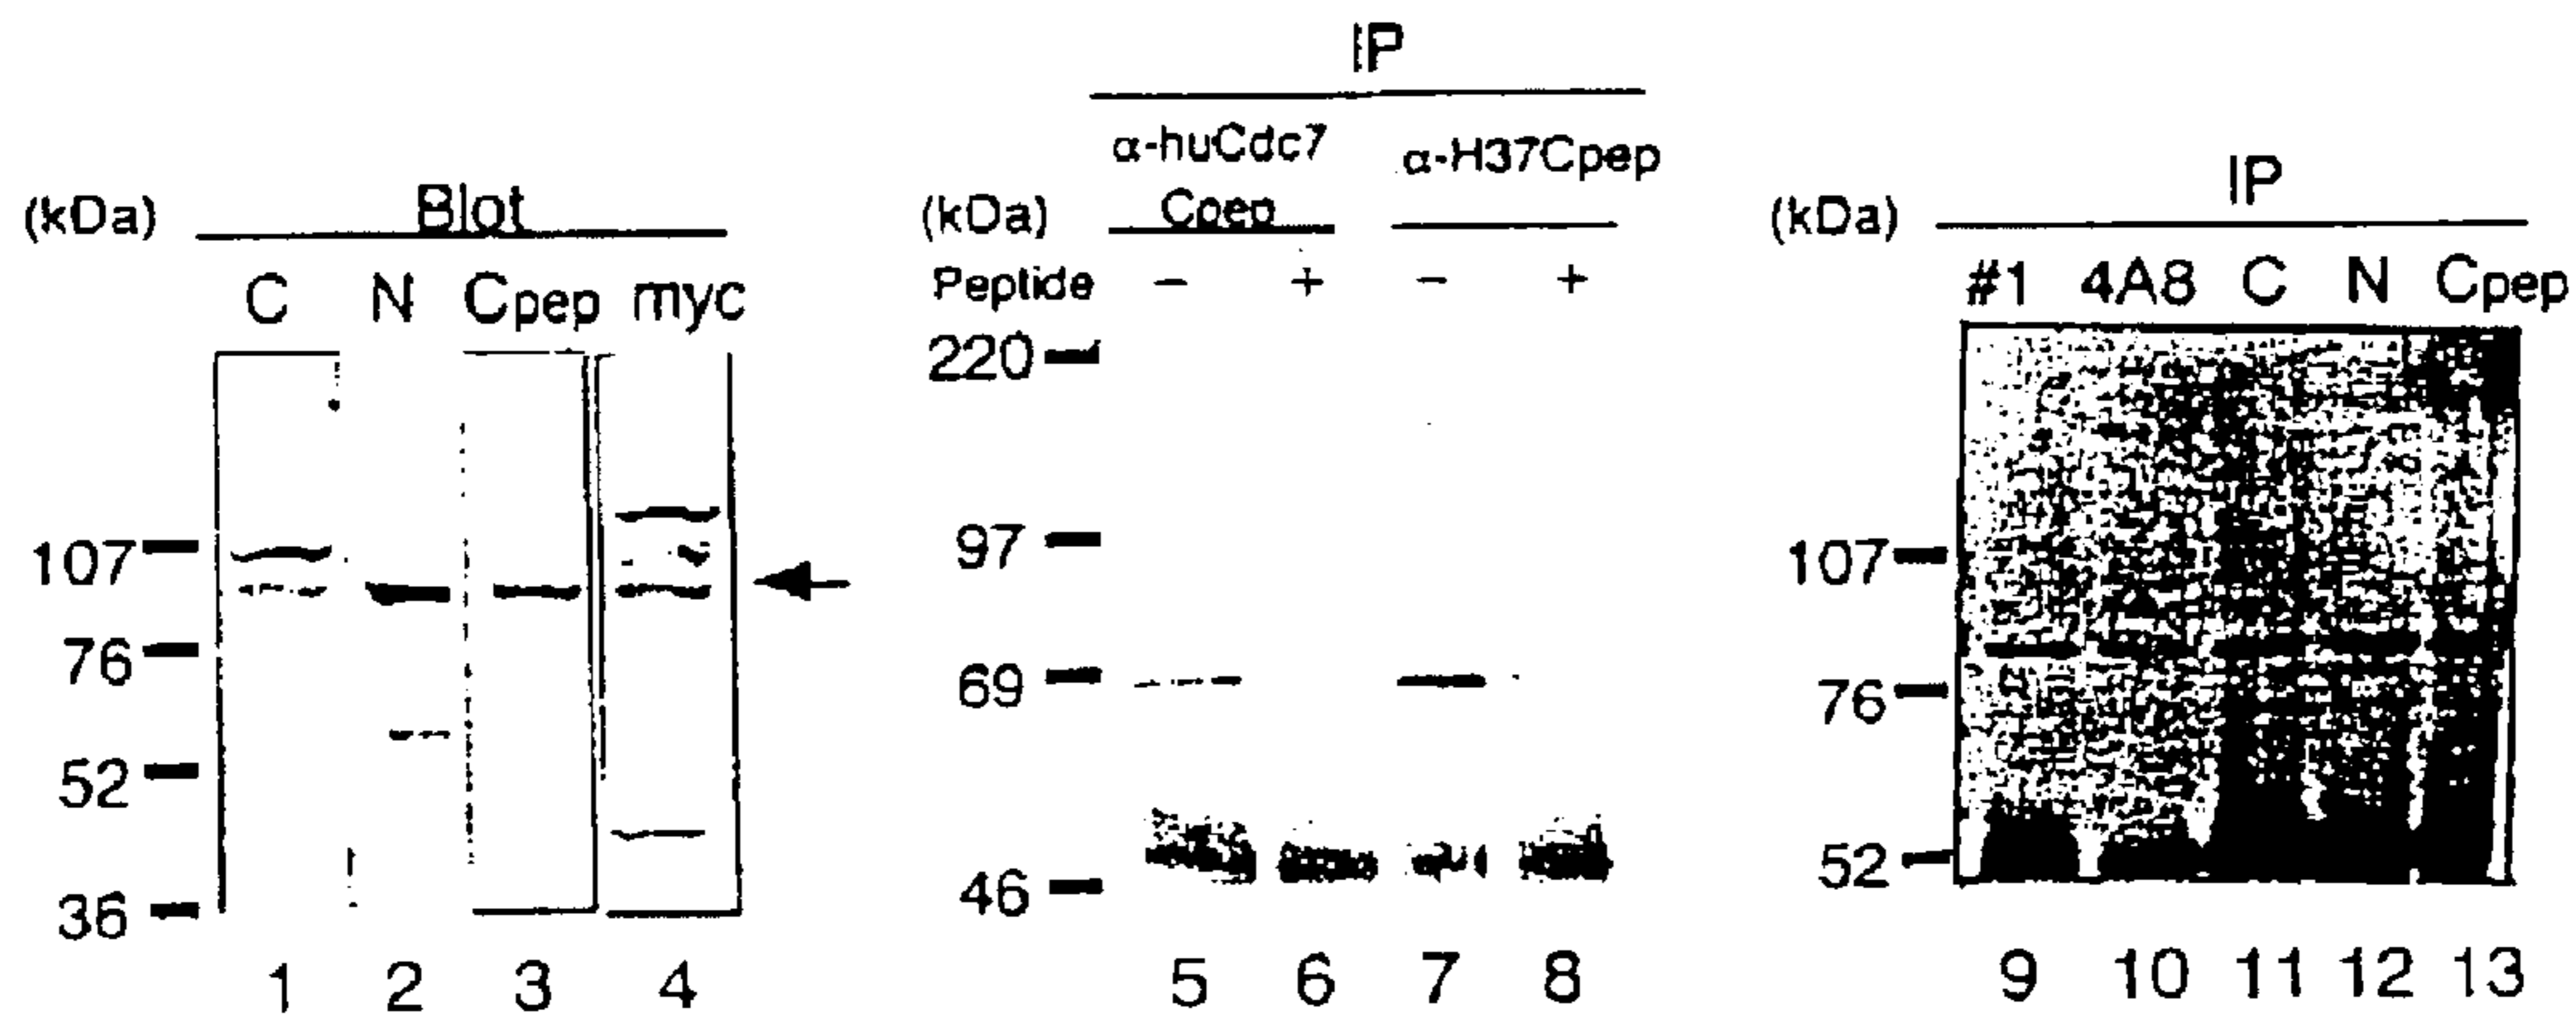 IP
α-huCdc7 α-H37Cpep
(kDa) Blot (kDa) Cpep (kDa) IP
C N Cpep myc Peptide − + − + #1 4A8 C N Cpep
220
107 97 107
76 69 76
52 46 52
36
1 2 3 4 5 6 7 8 9 10 11 12 13